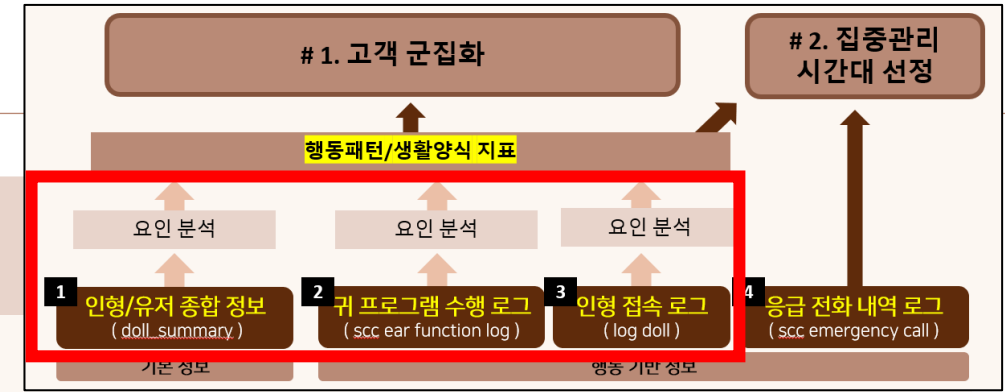 # 1. 고객 군집화
# 2. 집중관리
시간대 선정
행동패턴/생활양식 지표
요인 분석
요인 분석
요인 분석
1
인형/유저 종합 정보
( doll_summary )
2
귀 프로그램 수행 로그
( scc ear function log )
3
인형 접속 로그
( log doll )
4
응급 전화 내역 로그
( scc emergency call )
기본 정보
행동 기반 정보